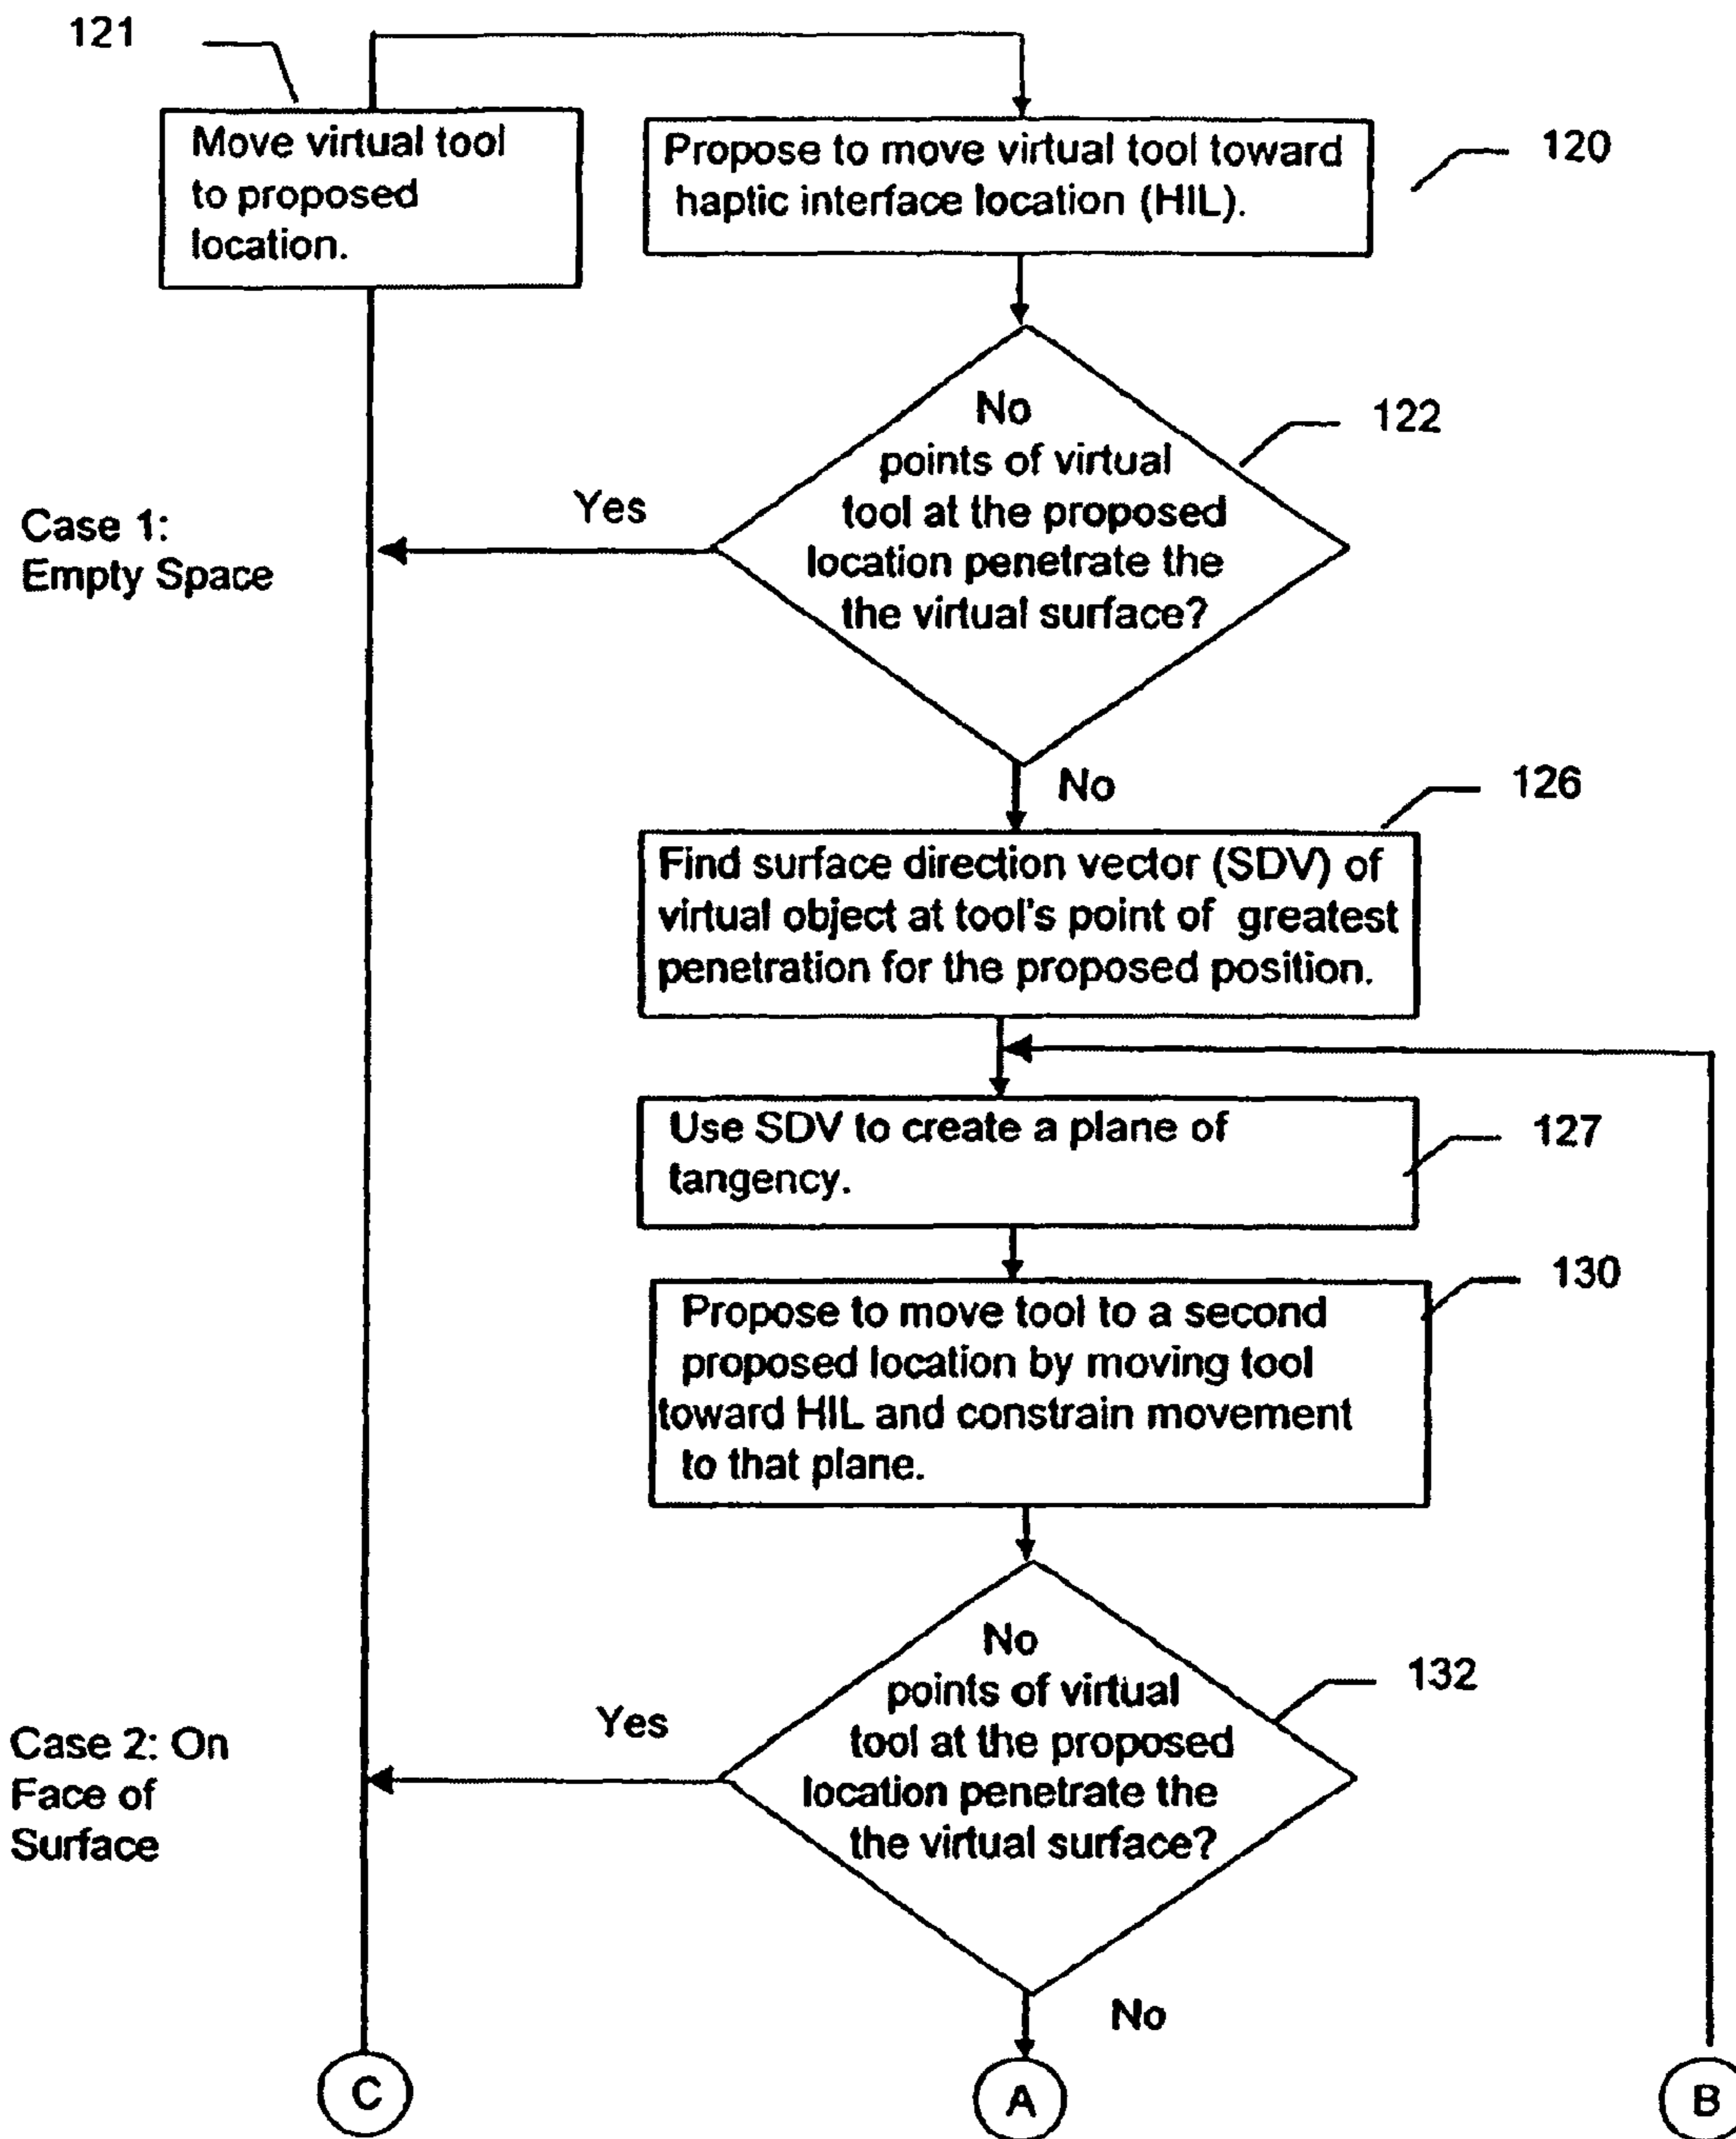 121
Move virtual tool
to proposed
location.
Propose to move virtual tool toward
haptic interface location (HIL).
120
No
points of virtual
tool at the proposed
location penetrate the
the virtual surface?
122
Yes
Case 1:
Empty Space
No
126
Find surface direction vector (SDV) of
virtual object at tool's point of greatest
penetration for the proposed position.
Use SDV to create a plane of
tangency.
127
130
Propose to move tool to a second
proposed location by moving tool
toward HIL and constrain movement
to that plane.
No
points of virtual
tool at the proposed
location penetrate the
the virtual surface?
132
Yes
Case 2: On
Face of
Surface
No
C
A
B